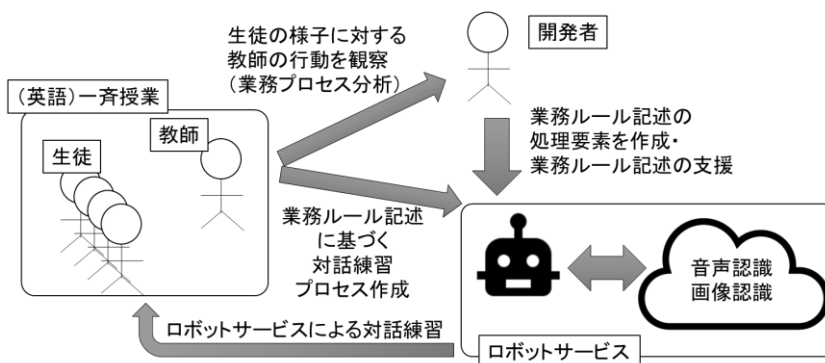 生徒の様子に対する
教師の行動を観察
（業務プロセス分析）
開発者
（英語）一斉授業
教師
生徒
業務ルール記述の
処理要素を作成・
業務ルール記述の支援
業務ルール記述
に基づく
対話練習
プロセス作成
音声認識
画像認識
ロボットサービスによる対話練習
ロボットサービス